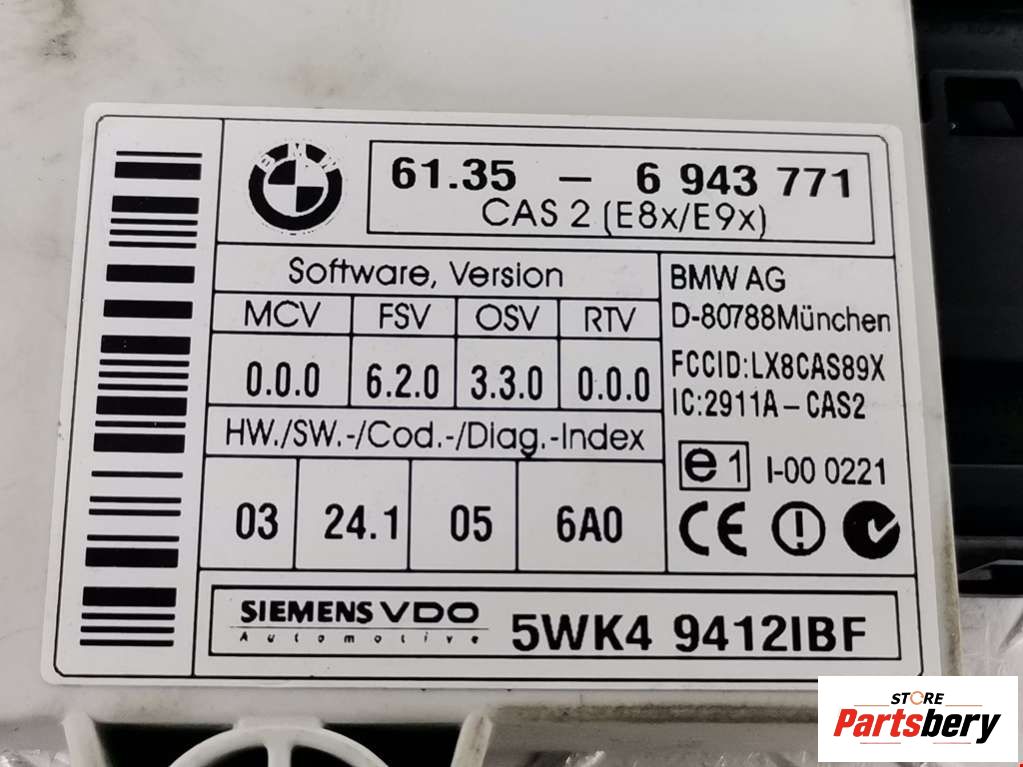 BMW
61.35 – 6 943 771
CAS 2 (E8x/E9x)
Software, Version
MCV FSV OSV RTV
0.0.0 6.2.0 3.3.0 0.0.0
HW./SW.-/Cod.-/Diag.-Index
03 24.1 05 6A0
BMW AG
D-80788München
FCCID:LX8CAS89X
IC:2911A-CAS2
e1 I-00 0221
CE
SIEMENS VDO
Automotive
5WK4 9412IBF
STORE
Partsbery